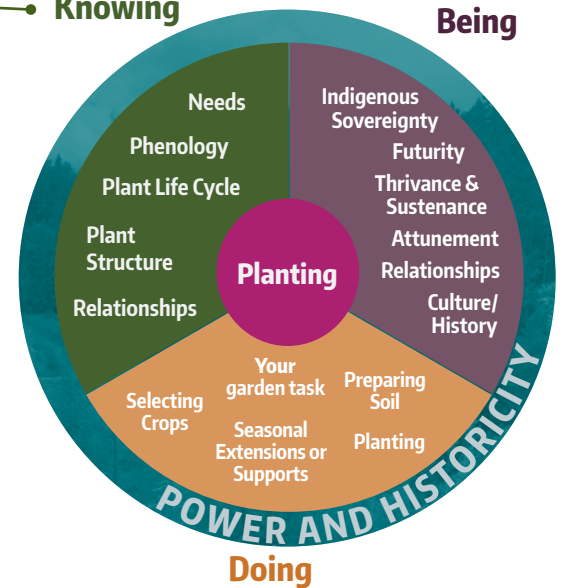 Knowing
Being
Needs
Phenology
Plant Life Cycle
Plant
Structure
Relationships
Indigenous
Sovereignty
Futurity
Thrivance &
Sustenance
Attunement
Relationships
Culture/
History
Planting
Your
garden task
Selecting
Crops
Preparing
Soil
Seasonal
Extensions or
Supports
Planting
POWER AND HISTORICITY
Doing